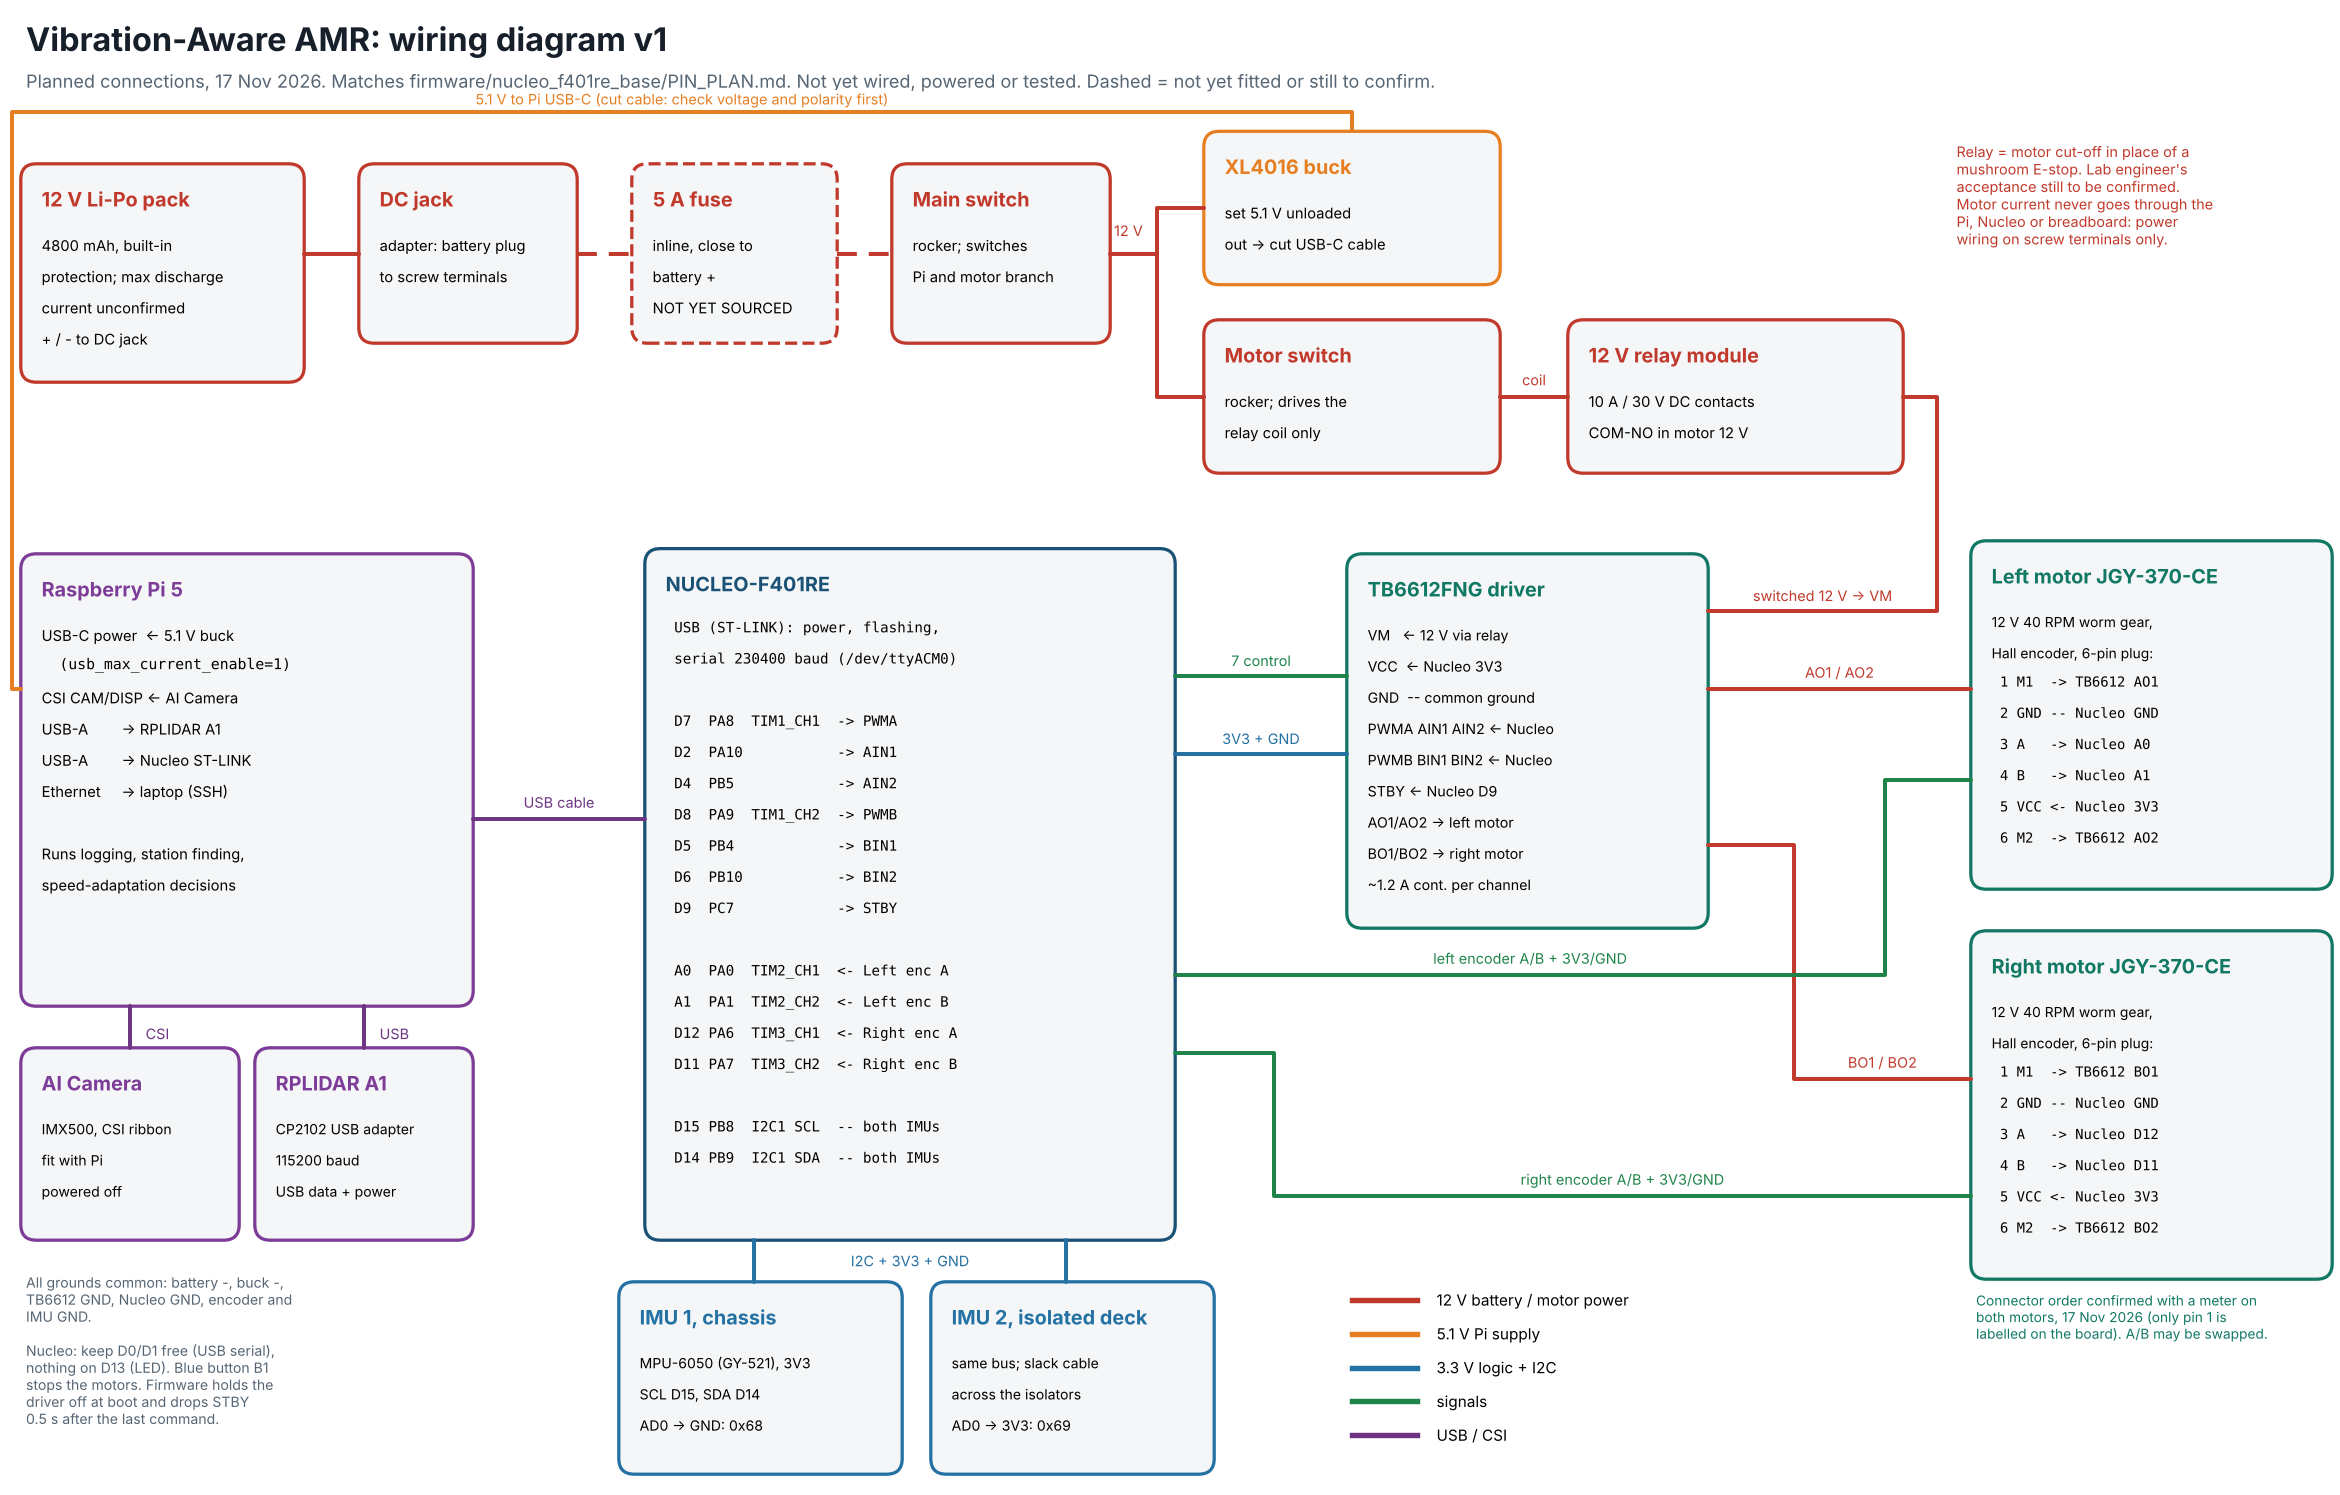 Vibration-Aware AMR: wiring diagram v1
Planned connections, 17 Nov 2026. Matches firmware/nucleo_f401re_base/PIN_PLAN.md. Not yet wired, powered or tested. Dashed = not yet fitted or still to confirm.
5.1 V to Pi USB-C (cut cable: check voltage and polarity first)
12 V Li-Po pack
4800 mAh, built-in
protection; max discharge
current unconfirmed
+ / - to DC jack
DC jack
adapter: battery plug
to screw terminals
5 A fuse
inline, close to
battery +
NOT YET SOURCED
Main switch
rocker; switches
Pi and motor branch
12 V
XL4016 buck
set 5.1 V unloaded
out → cut USB-C cable
Relay = motor cut-off in place of a
mushroom E-stop. Lab engineer's
acceptance still to be confirmed.
Motor current never goes through the
Pi, Nucleo or breadboard: power
wiring on screw terminals only.
Motor switch
rocker; drives the
relay coil only
coil
12 V relay module
10 A / 30 V DC contacts
COM-NO in motor 12 V
Raspberry Pi 5
USB-C power ← 5.1 V buck
(usb_max_current_enable=1)
CSI CAM/DISP ← AI Camera
USB-A → RPLIDAR A1
USB-A → Nucleo ST-LINK
Ethernet → laptop (SSH)
Runs logging, station finding,
speed-adaptation decisions
USB cable
NUCLEO-F401RE
USB (ST-LINK): power, flashing,
serial 230400 baud (/dev/ttyACM0)
D7 PA8 TIM1_CH1 -> PWMA
D2 PA10 -> AIN1
D4 PB5 -> AIN2
D8 PA9 TIM1_CH2 -> PWMB
D5 PB4 -> BIN1
D6 PB10 -> BIN2
D9 PC7 -> STBY
A0 PA0 TIM2_CH1 <- Left enc A
A1 PA1 TIM2_CH2 <- Left enc B
D12 PA6 TIM3_CH1 <- Right enc A
D11 PA7 TIM3_CH2 <- Right enc B
D15 PB8 I2C1 SCL -- both IMUs
D14 PB9 I2C1 SDA -- both IMUs
7 control
3V3 + GND
TB6612FNG driver
VM ← 12 V via relay
VCC ← Nucleo 3V3
GND -- common ground
PWMA AIN1 AIN2 ← Nucleo
PWMB BIN1 BIN2 ← Nucleo
STBY ← Nucleo D9
AO1/AO2 → left motor
BO1/BO2 → right motor
~1.2 A cont. per channel
switched 12 V → VM
AO1 / AO2
left encoder A/B + 3V3/GND
BO1 / BO2
right encoder A/B + 3V3/GND
Left motor JGY-370-CE
12 V 40 RPM worm gear,
Hall encoder, 6-pin plug:
1 M1 -> TB6612 AO1
2 GND -- Nucleo GND
3 A -> Nucleo A0
4 B -> Nucleo A1
5 VCC <- Nucleo 3V3
6 M2 -> TB6612 AO2
Right motor JGY-370-CE
12 V 40 RPM worm gear,
Hall encoder, 6-pin plug:
1 M1 -> TB6612 BO1
2 GND -- Nucleo GND
3 A -> Nucleo D12
4 B -> Nucleo D11
5 VCC <- Nucleo 3V3
6 M2 -> TB6612 BO2
CSI
USB
AI Camera
IMX500, CSI ribbon
fit with Pi
powered off
RPLIDAR A1
CP2102 USB adapter
115200 baud
USB data + power
All grounds common: battery -, buck -,
TB6612 GND, Nucleo GND, encoder and
IMU GND.
Nucleo: keep D0/D1 free (USB serial),
nothing on D13 (LED). Blue button B1
stops the motors. Firmware holds the
driver off at boot and drops STBY
0.5 s after the last command.
I2C + 3V3 + GND
IMU 1, chassis
MPU-6050 (GY-521), 3V3
SCL D15, SDA D14
AD0 → GND: 0x68
IMU 2, isolated deck
same bus; slack cable
across the isolators
AD0 → 3V3: 0x69
12 V battery / motor power
5.1 V Pi supply
3.3 V logic + I2C
signals
USB / CSI
Connector order confirmed with a meter on
both motors, 17 Nov 2026 (only pin 1 is
labelled on the board). A/B may be swapped.